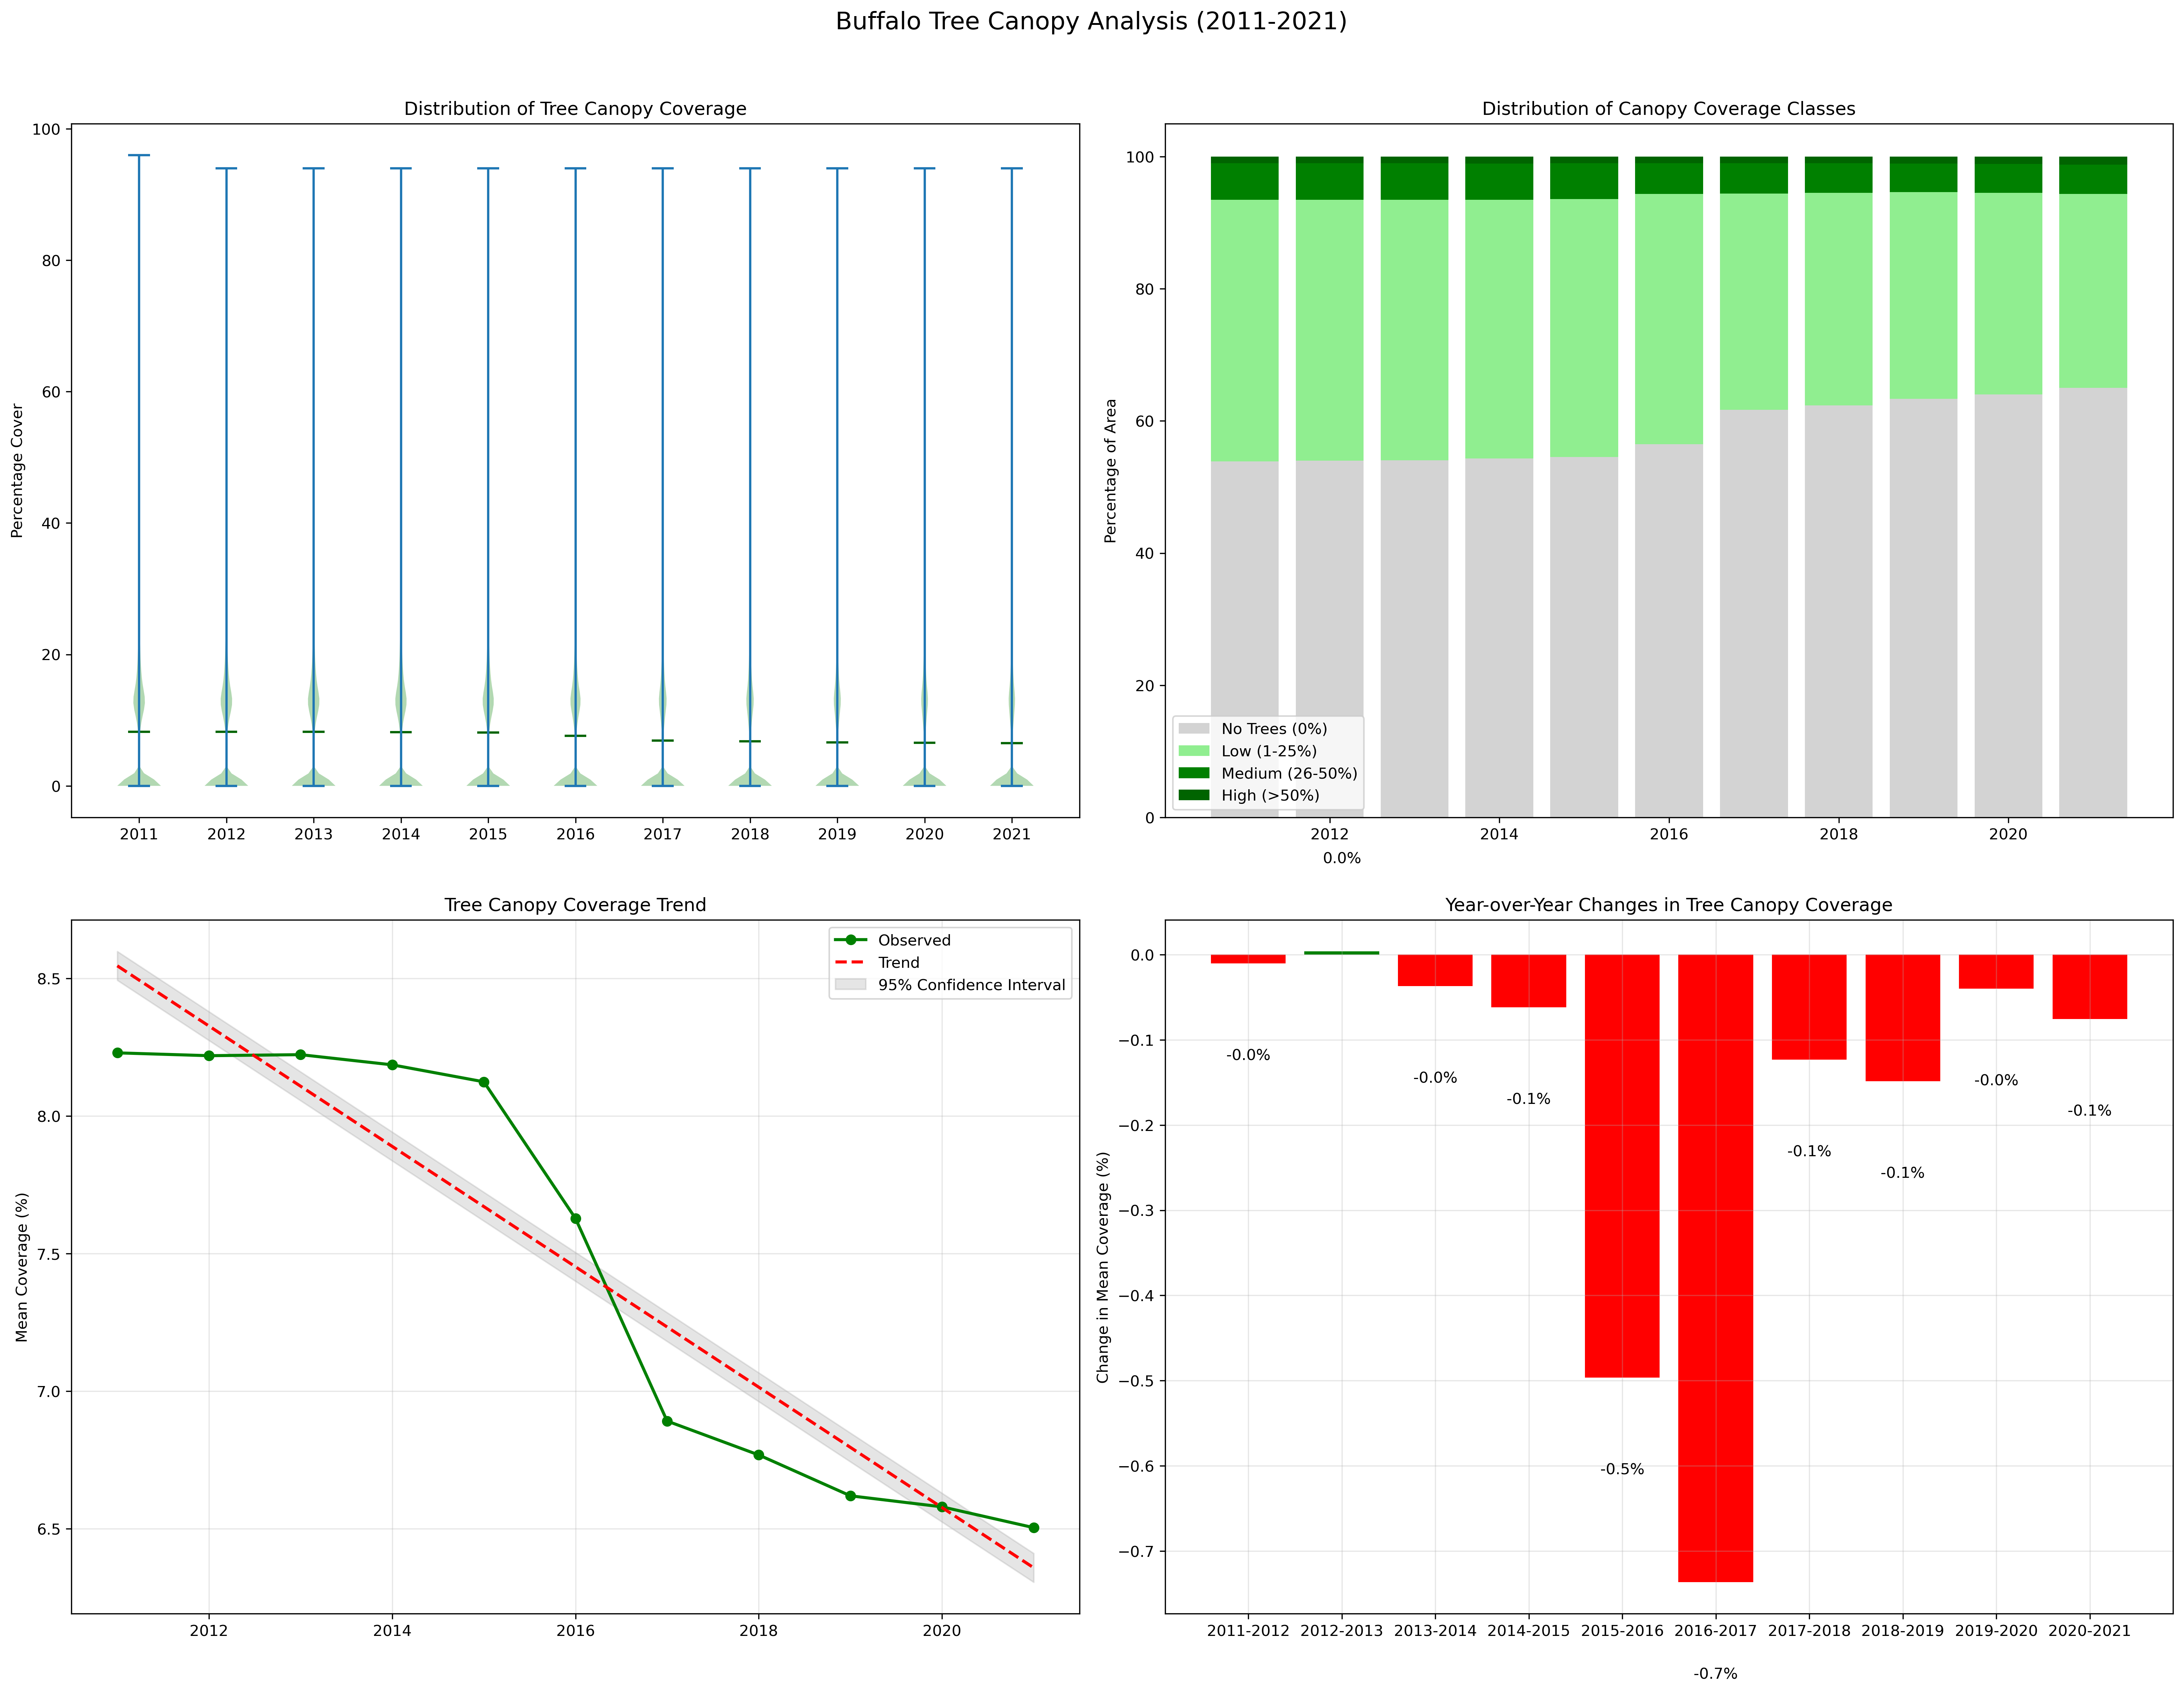 Buffalo Tree Canopy Analysis (2011-2021)
Distribution of Tree Canopy Coverage
Percentage Cover
100
80
60
40
20
0
2011 2012 2013 2014 2015 2016 2017 2018 2019 2020 2021
Distribution of Canopy Coverage Classes
Percentage of Area
100
80
60
40
20
0
No Trees (0%)
Low (1-25%)
Medium (26-50%)
High (>50%)
2012 2014 2016 2018 2020
Tree Canopy Coverage Trend
Mean Coverage (%)
8.5
8.0
7.5
7.0
6.5
Observed
Trend
95% Confidence Interval
2012 2014 2016 2018 2020
0.0%
Year-over-Year Changes in Tree Canopy Coverage
Change in Mean Coverage (%)
0.0
−0.1
−0.2
−0.3
−0.4
−0.5
−0.6
−0.7
-0.0%
-0.0%
-0.1%
-0.5%
-0.7%
-0.1%
-0.1%
-0.0%
-0.1%
2011-2012 2012-2013 2013-2014 2014-2015 2015-2016 2016-2017 2017-2018 2018-2019 2019-2020 2020-2021